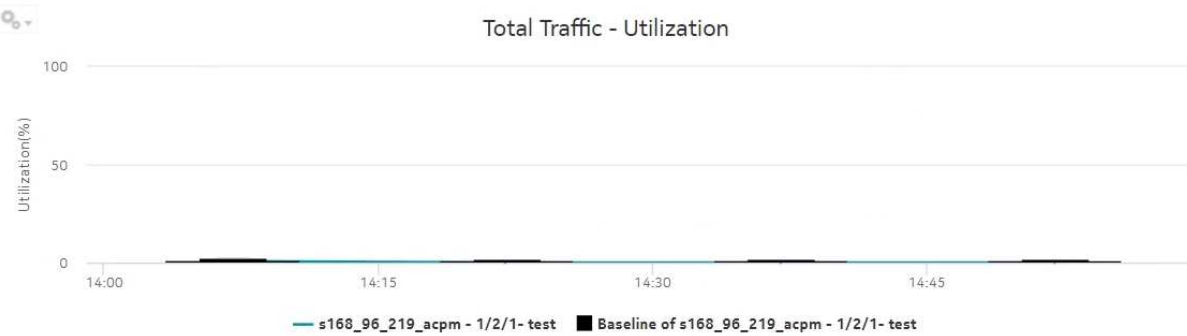 Total Traffic - Utilization
100
Utilization(%)
50
0
14:00 14:15 14:30 14:45
s168_96_219_acpm - 1/2/1- test Baseline of s168_96_219_acpm - 1/2/1- test